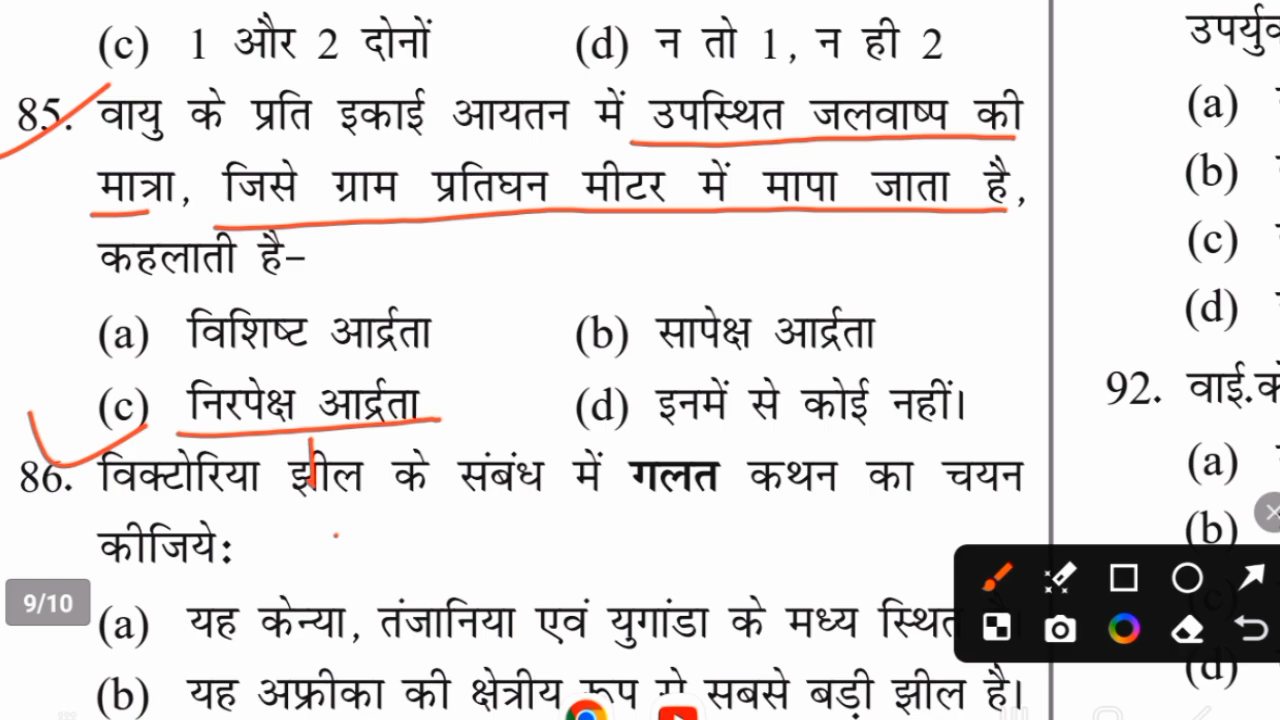 (c) 1 और 2 दोनों (d) न तो 1, न ही 2
85. वायु के प्रति इकाई आयतन में उपस्थित जलवाष्प की
मात्रा, जिसे ग्राम प्रतिघन मीटर में मापा जाता है,
कहलाती है–
(a) विशिष्ट आर्द्रता (b) सापेक्ष आर्द्रता
(c) निरपेक्ष आर्द्रता (d) इनमें से कोई नहीं।
86. विक्टोरिया झील के संबंध में गलत कथन का चयन
कीजिये:
(a) यह केन्या, तंजानिया एवं युगांडा के मध्य स्थित
(b) यह अफ्रीका की क्षेत्रीय रूप से सबसे बड़ी झील है।
9/10
(a)
(b)
(c)
(d)
92.
(a)
(b)
(d)